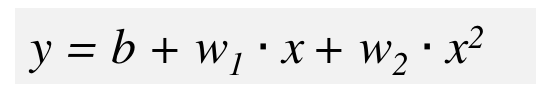 y = b + w₁ · x + w₂ · x²